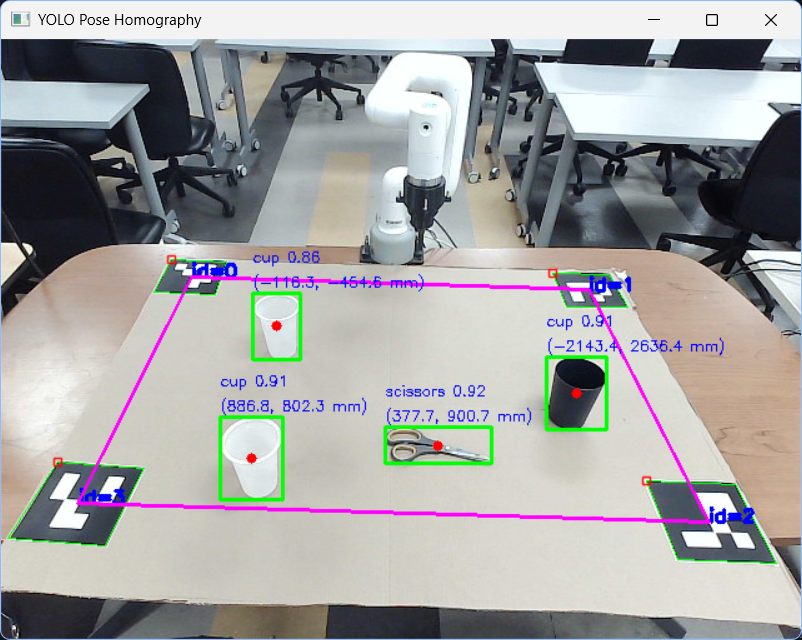 YOLO Pose Homography
cup 0.86
id=0
(-116.3, -454.6 mm)
id=1
cup 0.91
(-2143.4, 2636.4 mm)
cup 0.91
(886.8, 802.3 mm)
scissors 0.92
(377.7, 900.7 mm)
id=3
id=2